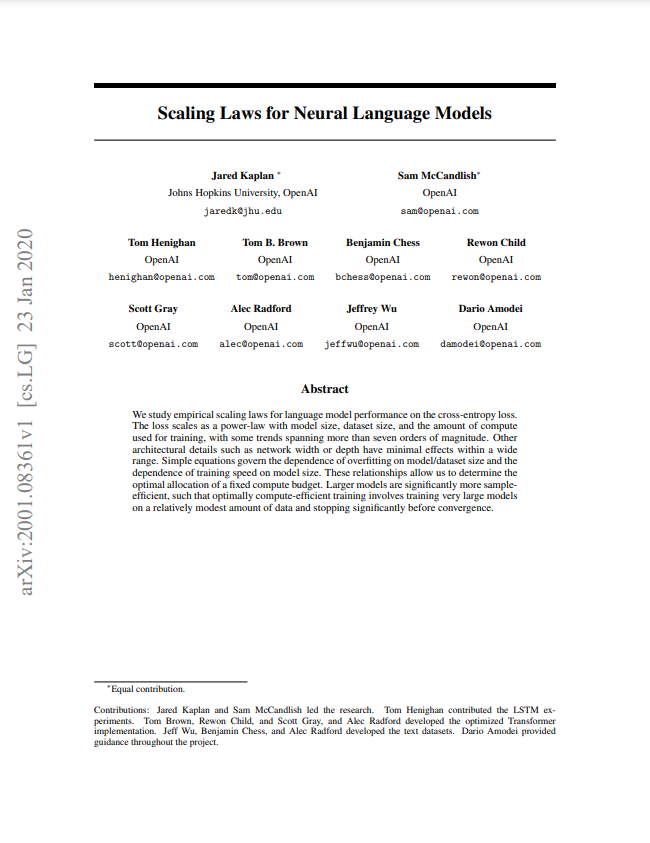 Scaling Laws for Neural Language Models
Jared Kaplan *
Johns Hopkins University, OpenAI
jaredk@jhu.edu
Sam McCandlish*
OpenAI
sam@openai.com
Tom Henighan
OpenAI
henighan@openai.com
Tom B. Brown
OpenAI
tom@openai.com
Benjamin Chess
OpenAI
bchess@openai.com
Rewon Child
OpenAI
rewon@openai.com
Scott Gray
OpenAI
scott@openai.com
Alec Radford
OpenAI
alec@openai.com
Jeffrey Wu
OpenAI
jeffwu@openai.com
Dario Amodei
OpenAI
damodei@openai.com
Abstract
We study empirical scaling laws for language model performance on the cross-entropy loss.
The loss scales as a power-law with model size, dataset size, and the amount of compute
used for training, with some trends spanning more than seven orders of magnitude. Other
architectural details such as network width or depth have minimal effects within a wide
range. Simple equations govern the dependence of overfitting on model/dataset size and the
dependence of training speed on model size. These relationships allow us to determine the
optimal allocation of a fixed compute budget. Larger models are significantly more sample-
efficient, such that optimally compute-efficient training involves training very large models
on a relatively modest amount of data and stopping significantly before convergence.
*Equal contribution.
Contributions: Jared Kaplan and Sam McCandlish led the research. Tom Henighan contributed the LSTM ex-
periments. Tom Brown, Rewon Child, and Scott Gray, and Alec Radford developed the optimized Transformer
implementation. Jeff Wu, Benjamin Chess, and Alec Radford developed the text datasets. Dario Amodei provided
guidance throughout the project.
arXiv:2001.08361v1 [cs.LG] 23 Jan 2020